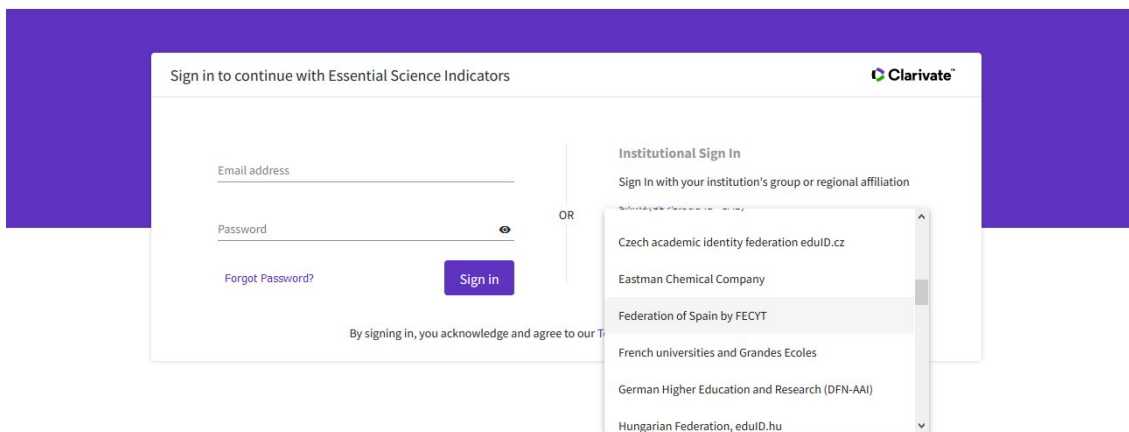 Sign in to continue with Essential Science Indicators
Clarivate™
Email address
Password
Forgot Password?
Sign in
OR
Institutional Sign In
Sign In with your institution's group or regional affiliation
Czech academic identity federation eduID.cz
Eastman Chemical Company
Federation of Spain by FECYT
French universities and Grandes Ecoles
German Higher Education and Research (DFN-AAI)
Hungarian Federation, eduID.hu
By signing in, you acknowledge and agree to our